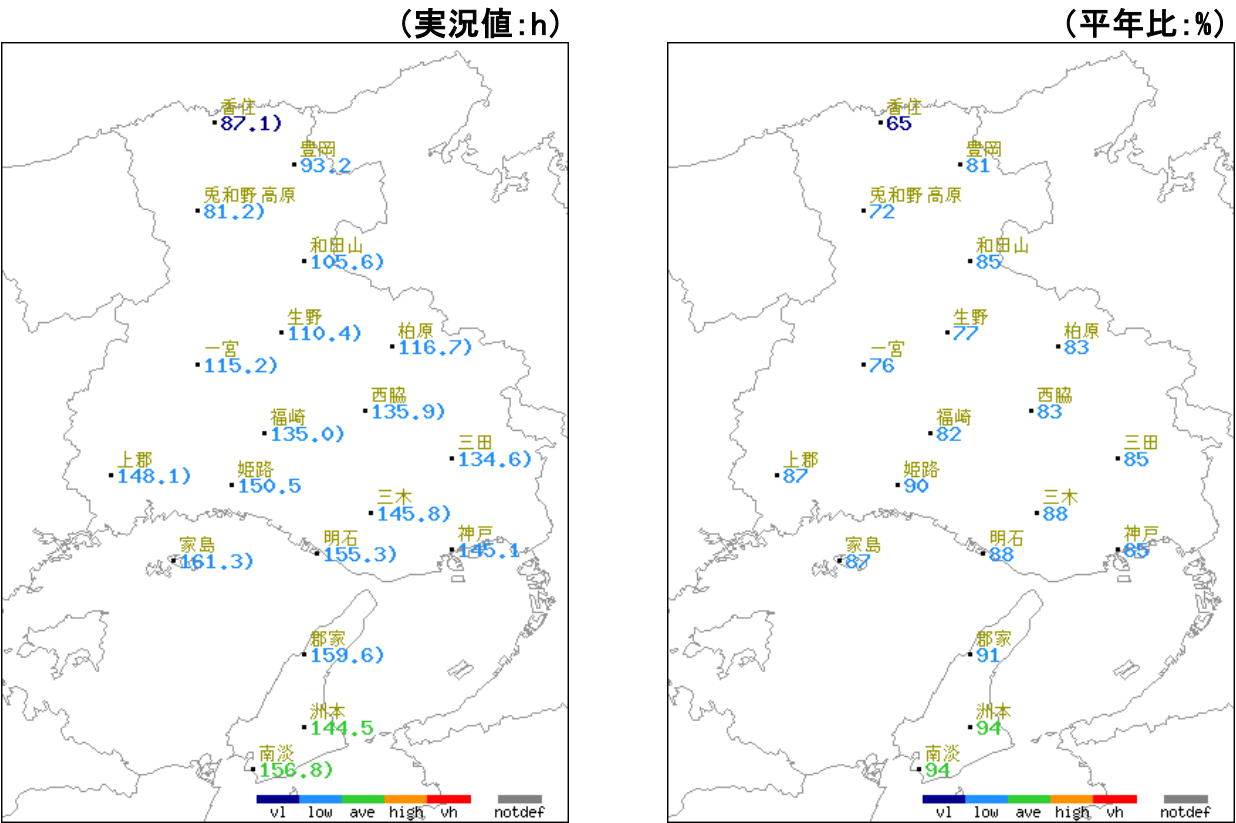 (実況値:h)
香住
87.1)
豊岡
93.2
兎和野高原
81.2)
和田山
105.6)
生野
110.4)
柏原
116.7)
一宮
115.2)
西脇
135.9)
福崎
135.0)
三田
134.6)
上郡
148.1)
姫路
150.5
三木
145.8)
神戸
145.1
明石
155.3)
家島
161.3)
郡家
159.6)
洲本
144.5
南淡
156.8)
vl low ave high vh notdef
(平年比:%)
香住
65
豊岡
81
兎和野高原
72
和田山
85
生野
77
柏原
83
一宮
76
西脇
83
福崎
82
三田
85
上郡
87
姫路
90
三木
88
神戸
85
明石
88
家島
87
郡家
91
洲本
94
南淡
94
vl low ave high vh notdef